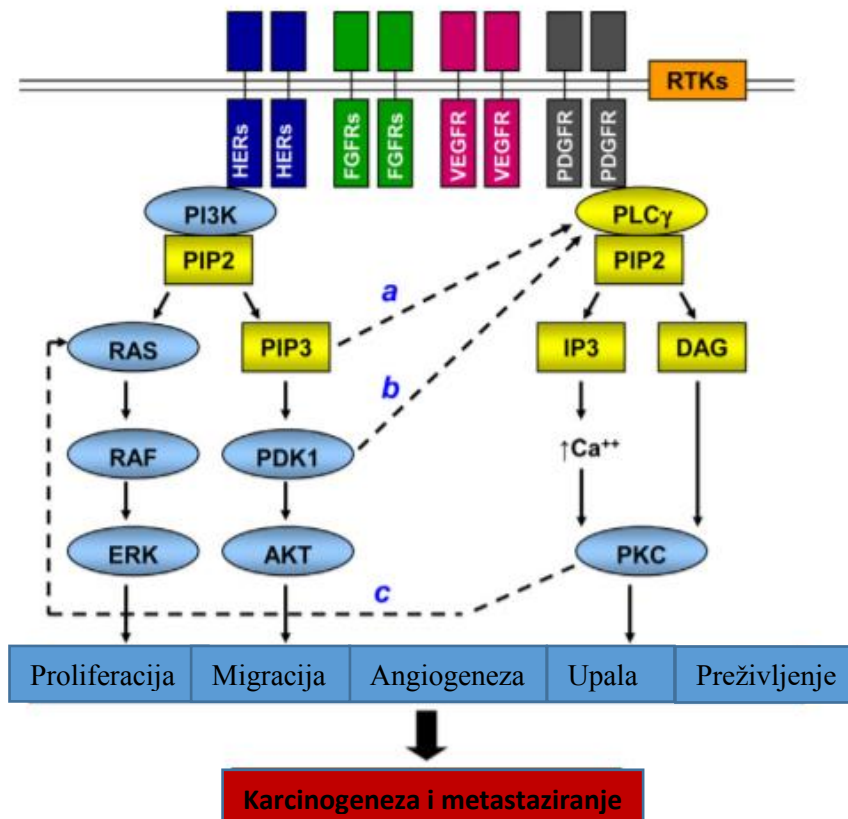 RTKs
HERs
HERs
FGFRs
FGFRs
VEGFR
VEGFR
PDGFR
PDGFR
PI3K
PLCγ
PIP2
PIP2
a
RAS
PIP3
IP3
DAG
b
RAF
PDK1
↑Ca++
ERK
AKT
PKC
c
Proliferacija
Migracija
Angiogeneza
Upala
Preživljenje
Karcinogeneza i metastaziranje